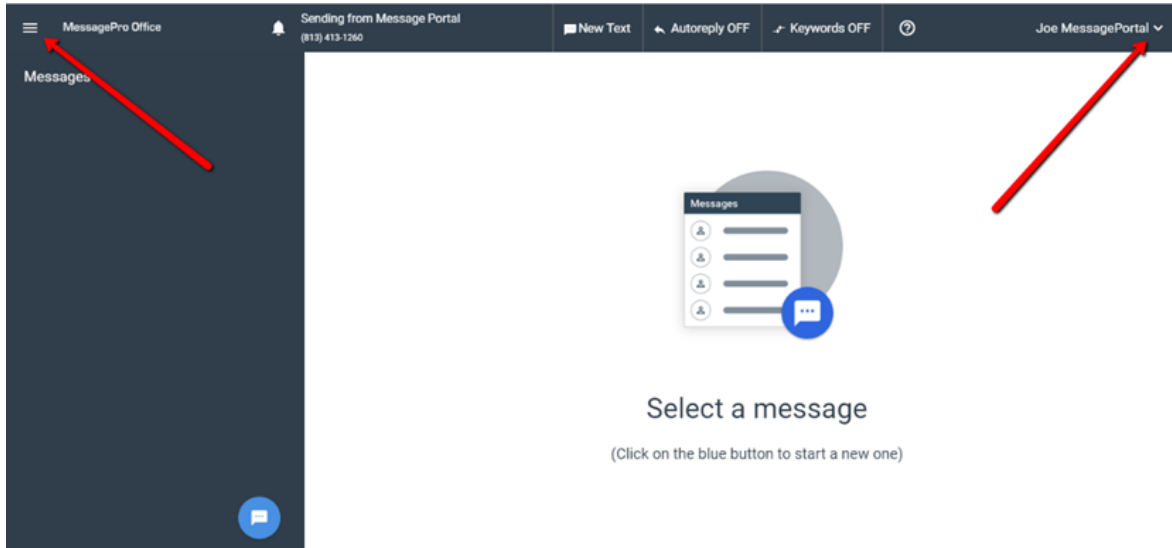 MessagePro Office
Sending from Message Portal
(813) 413-1260
New Text
Autoreply OFF
Keywords OFF
Joe MessagePortal
Messages
Messages
Select a message
(Click on the blue button to start a new one)